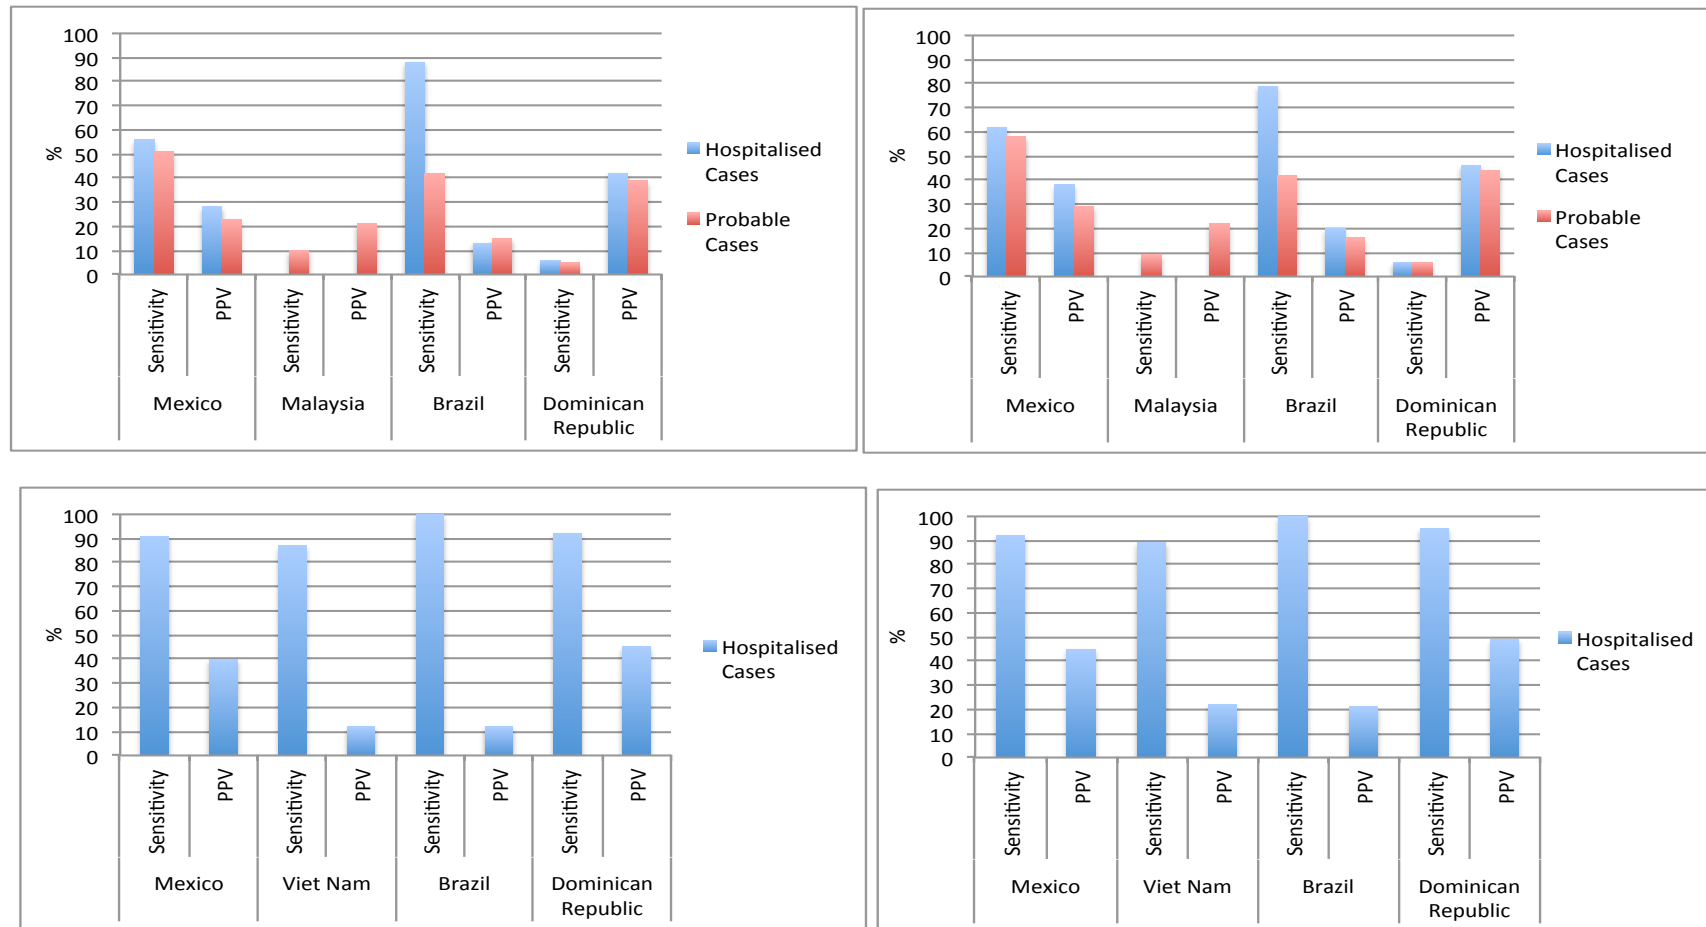 100
90
80
70
60
50
40
30
20
10
0
%
Sensitivity
PPV
Sensitivity
PPV
Sensitivity
PPV
Sensitivity
PPV
Mexico
Malaysia
Brazil
Dominican
Republic
Hospitalised
Cases
Probable
Cases
100
90
80
70
60
50
40
30
20
10
0
%
Sensitivity
PPV
Sensitivity
PPV
Sensitivity
PPV
Sensitivity
PPV
Mexico
Malaysia
Brazil
Dominican
Republic
Hospitalised
Cases
Probable
Cases
100
90
80
70
60
50
40
30
20
10
0
%
Sensitivity
PPV
Sensitivity
PPV
Sensitivity
PPV
Sensitivity
PPV
Mexico
Viet Nam
Brazil
Dominican
Republic
Hospitalised
Cases
100
90
80
70
60
50
40
30
20
10
0
%
Sensitivity
PPV
Sensitivity
PPV
Sensitivity
PPV
Sensitivity
PPV
Mexico
Viet Nam
Brazil
Dominican
Republic
Hospitalised
Cases